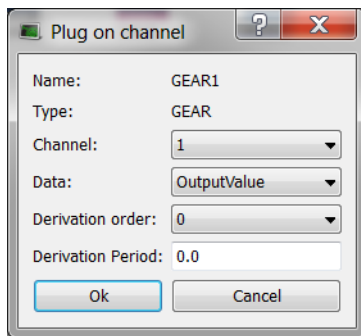 Plug on channel
Name: GEAR1
Type: GEAR
Channel: 1
Data: OutputValue
Derivation order: 0
Derivation Period: 0.0
Ok Cancel